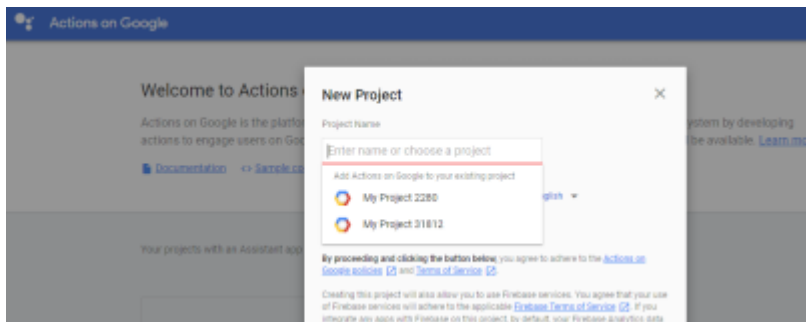 Actions on Google
Welcome to Actions
Actions on Google is the platfo
actions to engage users on Goo
Documentation <> Sample co
ystem by developing
be available. Learn mo
Your projects with an Assistant app
New Project
Project Name
Enter name or choose a project
Add Actions on Google to your existing project
My Project 2280
My Project 31812
glish
By proceeding and clicking the button below, you agree to adhere to the Actions on
Google policies and Terms of Service.
Creating this project will also allow you to use Firebase services. You agree that your use
of Firebase services will adhere to the applicable Firebase Terms of Service. If you
integrate any apps with Firebase on this project, by default, your Firebase Analytics data